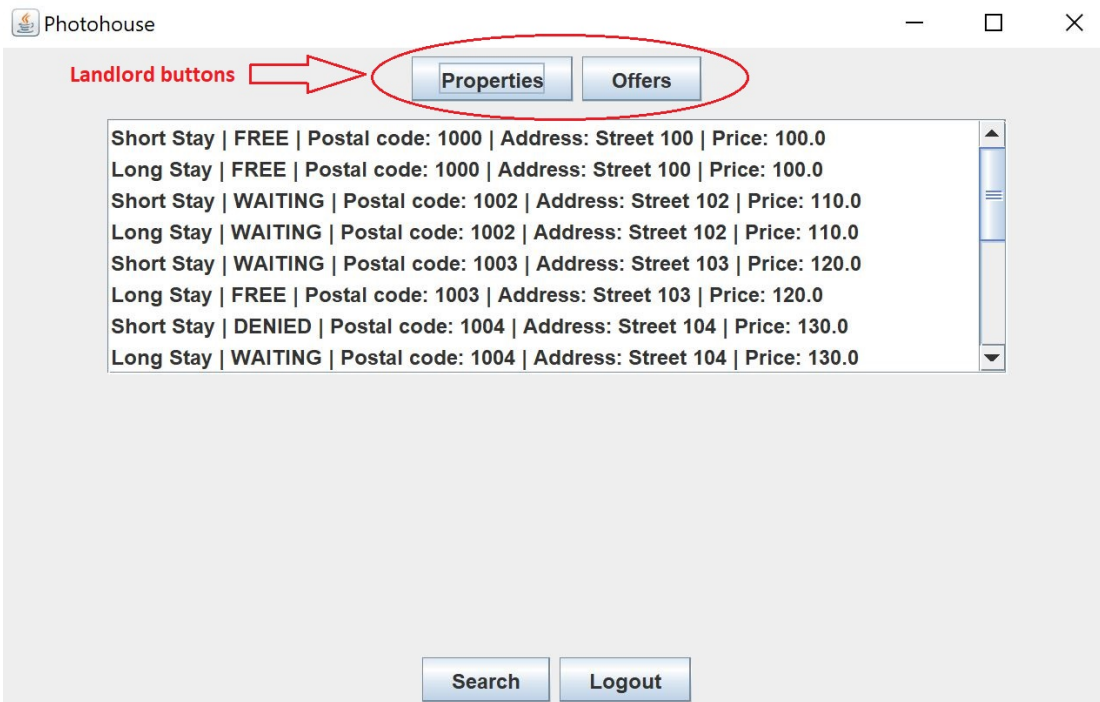 Photohouse
Landlord buttons
Properties Offers
Short Stay | FREE | Postal code: 1000 | Address: Street 100 | Price: 100.0
Long Stay | FREE | Postal code: 1000 | Address: Street 100 | Price: 100.0
Short Stay | WAITING | Postal code: 1002 | Address: Street 102 | Price: 110.0
Long Stay | WAITING | Postal code: 1002 | Address: Street 102 | Price: 110.0
Short Stay | WAITING | Postal code: 1003 | Address: Street 103 | Price: 120.0
Long Stay | FREE | Postal code: 1003 | Address: Street 103 | Price: 120.0
Short Stay | DENIED | Postal code: 1004 | Address: Street 104 | Price: 130.0
Long Stay | WAITING | Postal code: 1004 | Address: Street 104 | Price: 130.0
Search Logout